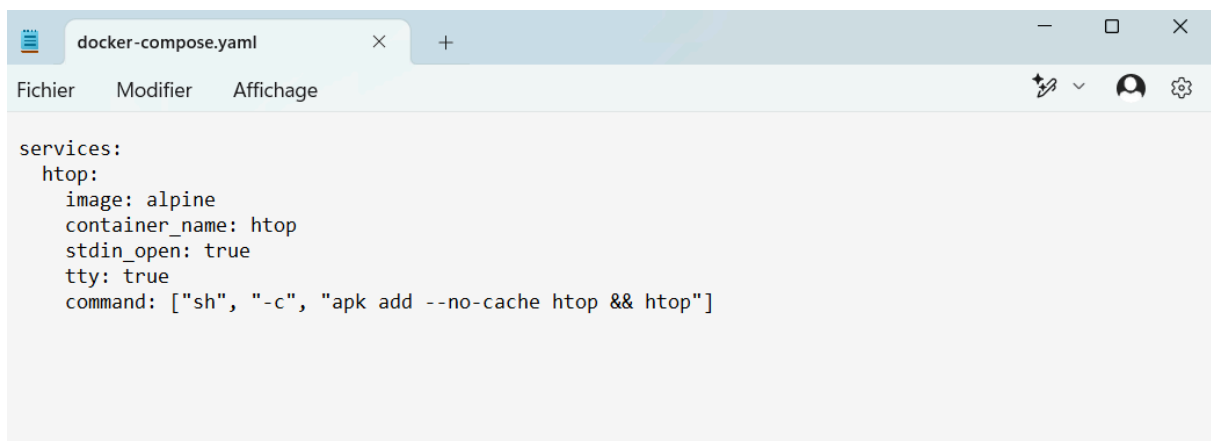 docker-compose.yaml
Fichier Modifier Affichage
services:
  htop:
    image: alpine
    container_name: htop
    stdin_open: true
    tty: true
    command: ["sh", "-c", "apk add --no-cache htop && htop"]